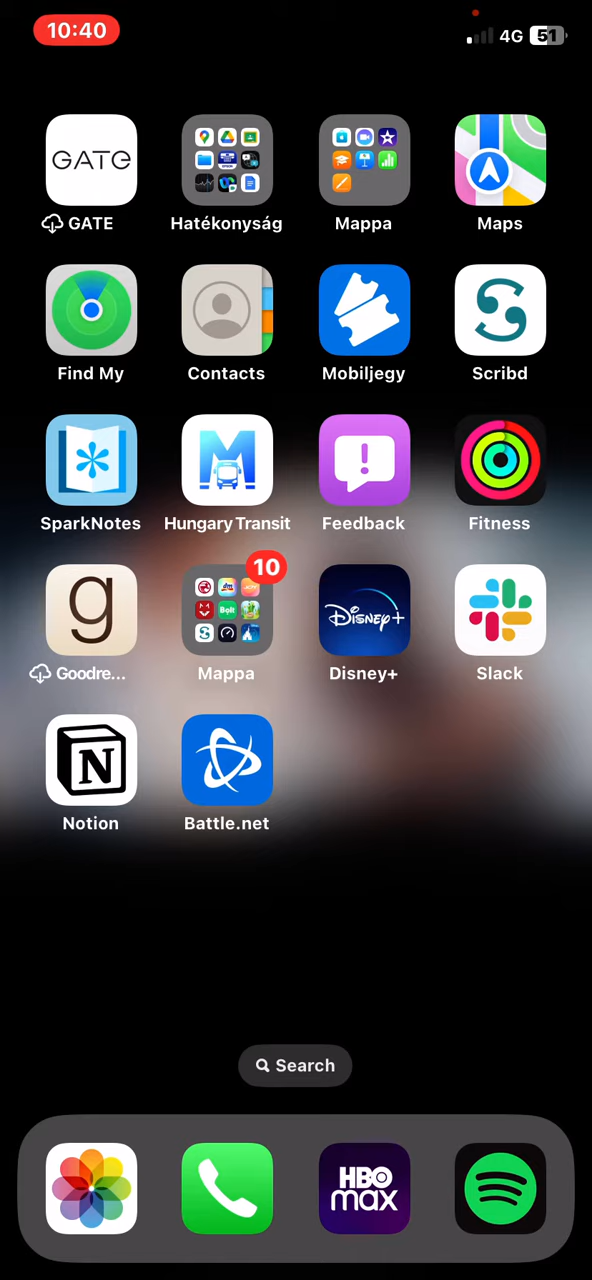 10:40
4G
51
GATE
GATE
Hatékonyság
Mappa
Maps
Find My
Contacts
Mobiljegy
Scribd
SparkNotes
Hungary Transit
Feedback
Fitness
g
10
Disney+
Goodre...
Mappa
Disney+
Slack
N
Notion
Battle.net
Search
HBO
max